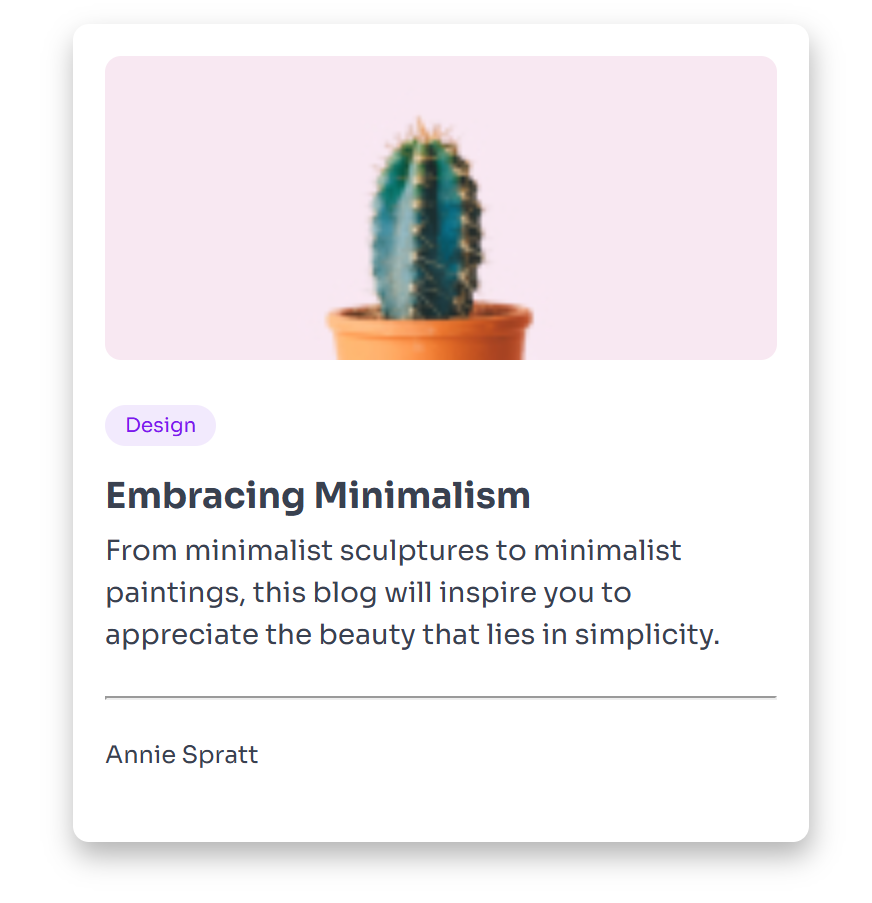 Design
Embracing Minimalism
From minimalist sculptures to minimalist
paintings, this blog will inspire you to
appreciate the beauty that lies in simplicity.
Annie Spratt